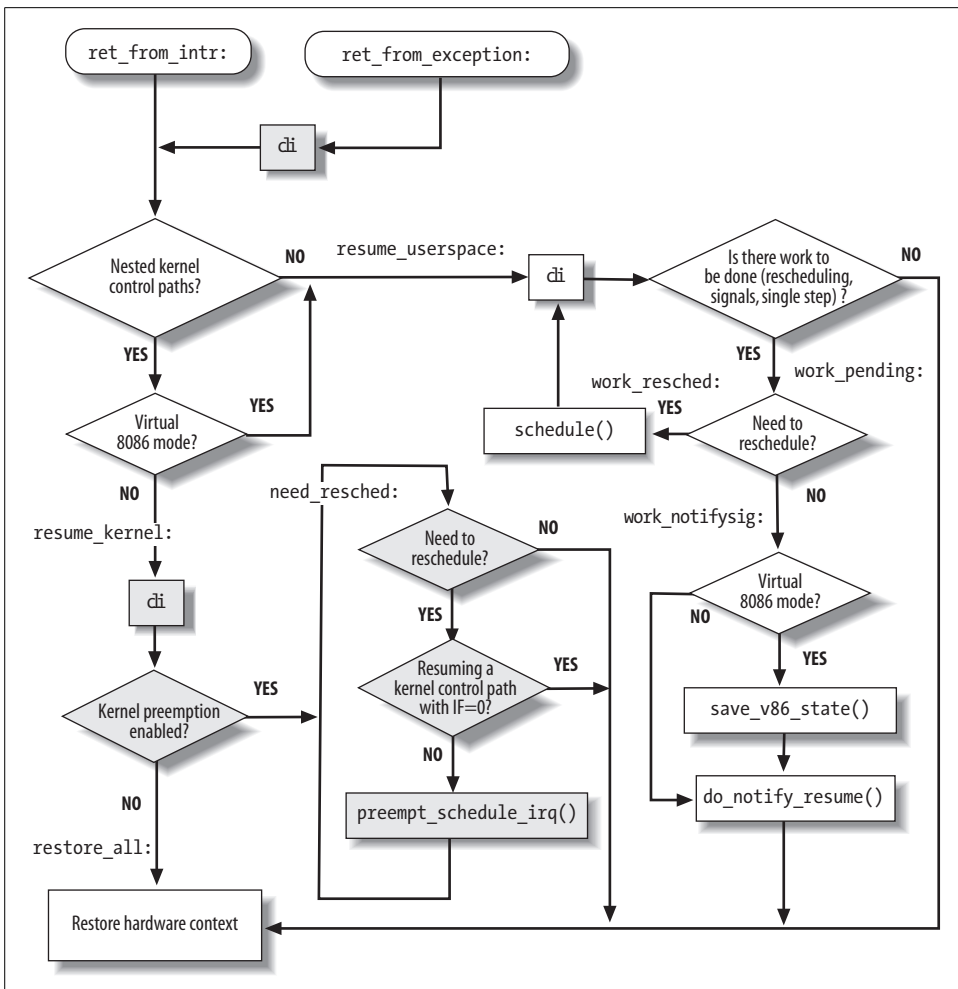 ret_from_intr:
ret_from_exception:
cli
Nested kernel
control paths?
NO
resume_userspace:
cli
Is there work to
be done (rescheduling,
signals, single step) ?
NO
YES
YES
work_pending:
work_resched:
YES
Virtual
8086 mode?
YES
schedule()
Need to
reschedule?
NO
need_resched:
NO
resume_kernel:
work_notifysig:
Need to
reschedule?
NO
cli
Virtual
8086 mode?
YES
NO
YES
Resuming a
kernel control path
with IF=0?
YES
YES
Kernel preemption
enabled?
save_v86_state()
NO
NO
preempt_schedule_irq()
do_notify_resume()
restore_all:
Restore hardware context